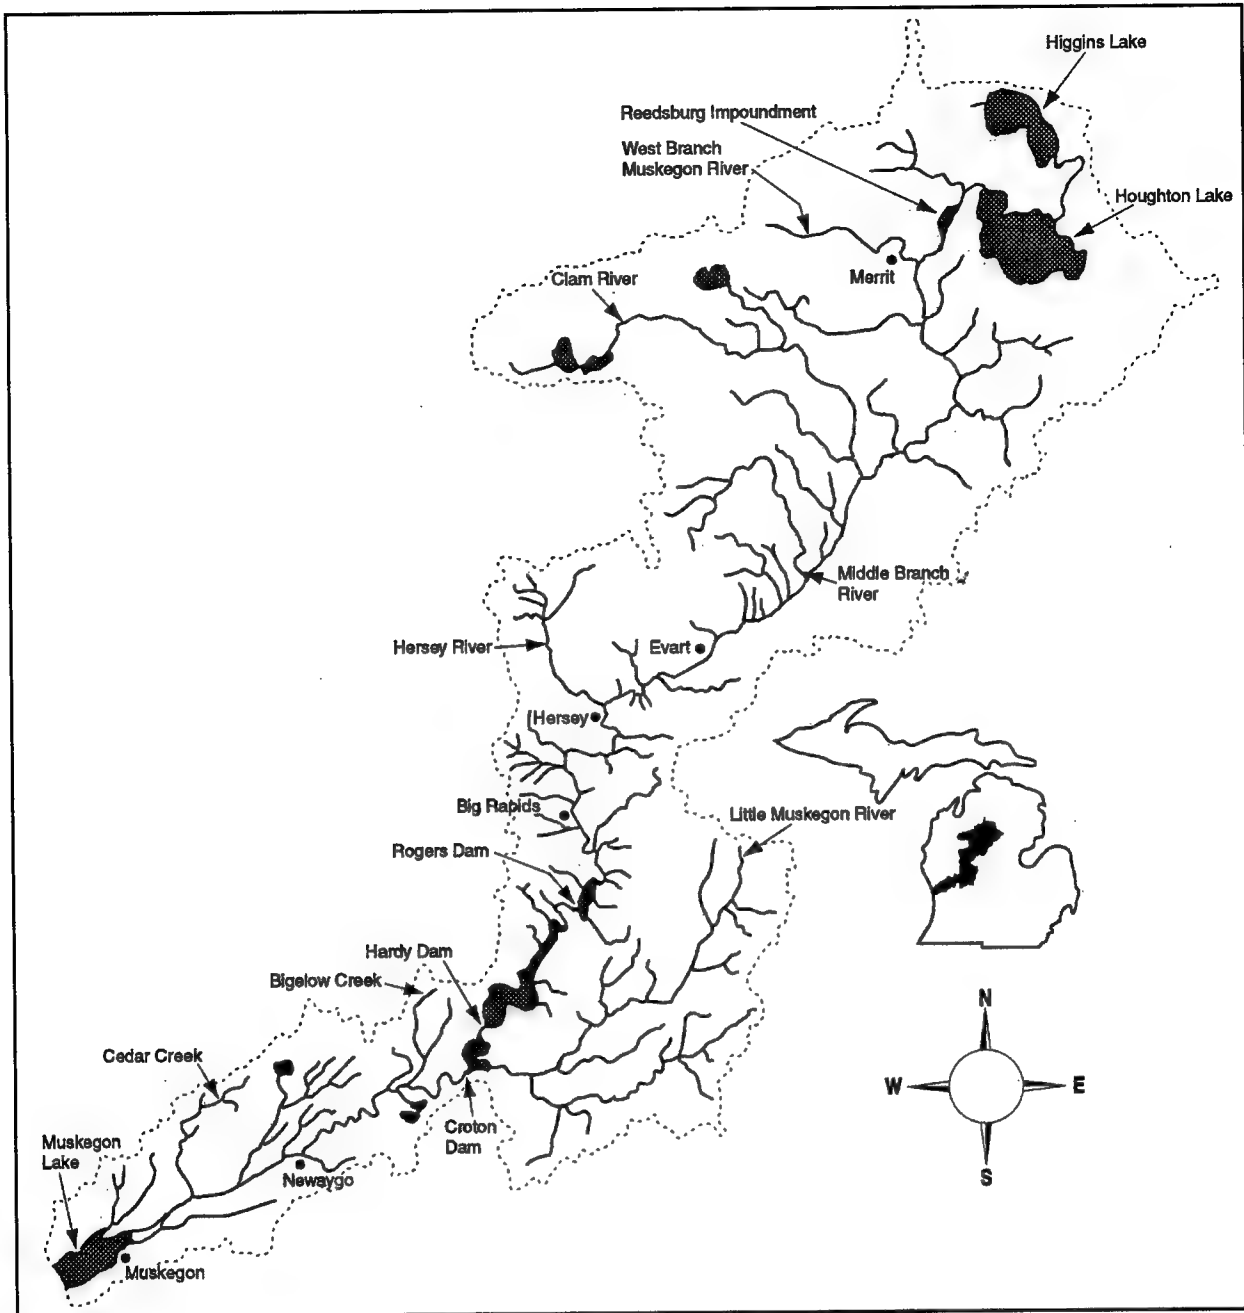 Higgins Lake
Reedsburg Impoundment
West Branch
Muskegon River
Houghton Lake
Merrit
Clam River
Middle Branch
River
Hersey River
Evart
(Hersey
Big Rapids
Little Muskegon River
Rogers Dam
Hardy Dam
Bigelow Creek
Cedar Creek
Croton
Dam
Muskegon
Lake
Newaygo
Muskegon
N
W
E
S